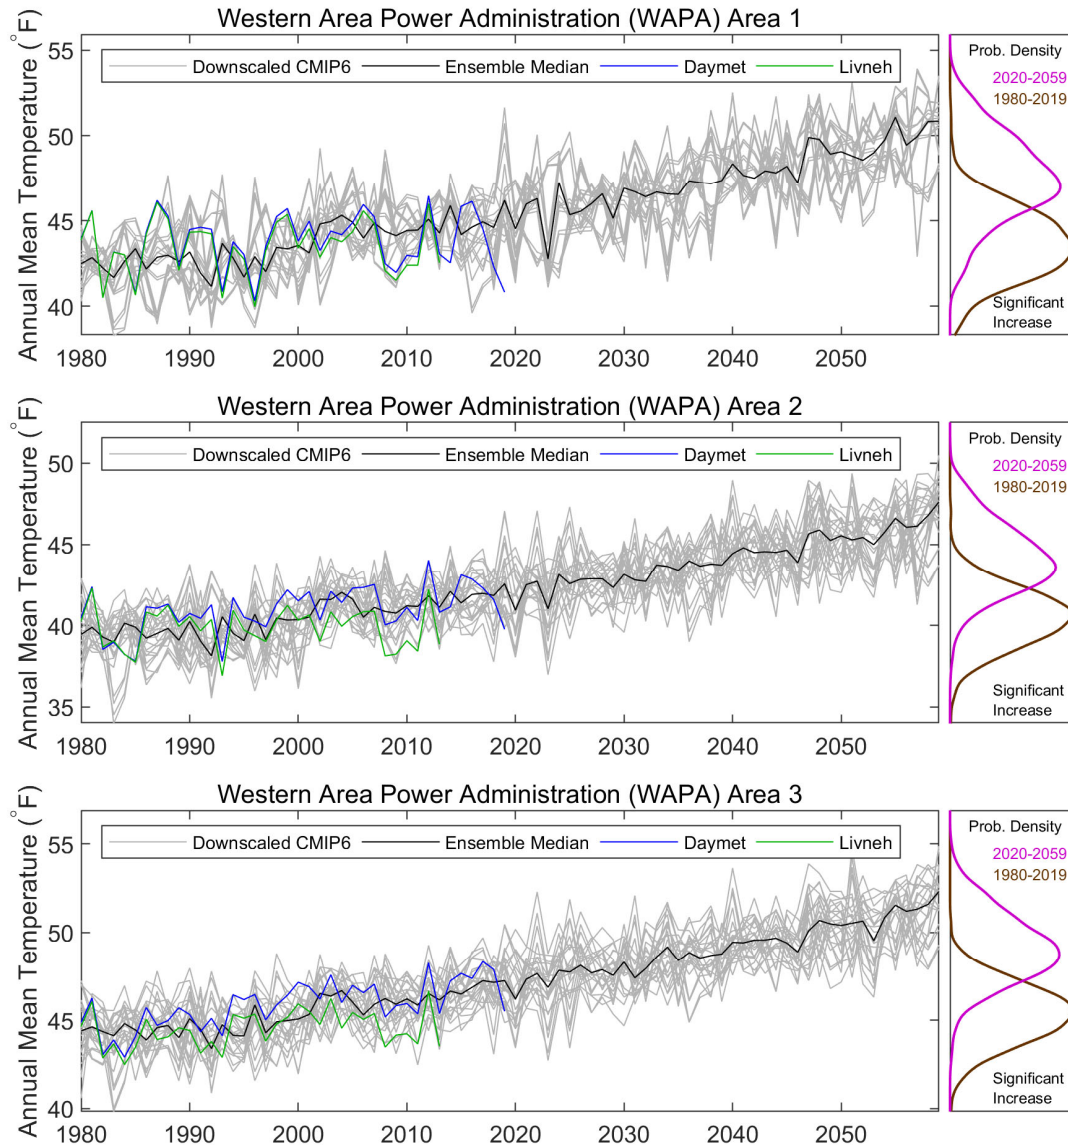 Western Area Power Administration (WAPA) Area 1
Annual Mean Temperature (°F)
55
50
45
40
Downscaled CMIP6 Ensemble Median Daymet Livneh
1980 1990 2000 2010 2020 2030 2040 2050
Prob. Density
2020-2059
1980-2019
Significant
Increase
Western Area Power Administration (WAPA) Area 2
Annual Mean Temperature (°F)
50
45
40
35
Downscaled CMIP6 Ensemble Median Daymet Livneh
1980 1990 2000 2010 2020 2030 2040 2050
Prob. Density
2020-2059
1980-2019
Significant
Increase
Western Area Power Administration (WAPA) Area 3
Annual Mean Temperature (°F)
55
50
45
40
Downscaled CMIP6 Ensemble Median Daymet Livneh
1980 1990 2000 2010 2020 2030 2040 2050
Prob. Density
2020-2059
1980-2019
Significant
Increase